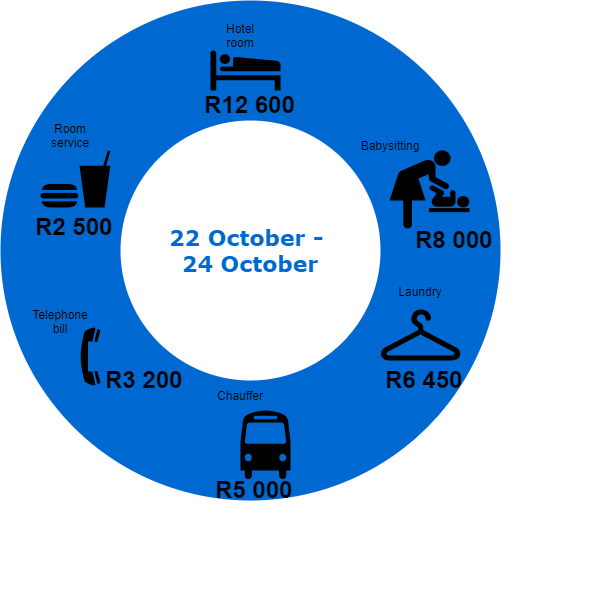 Hotel
room
R12 600
Babysitting
R8 000
Laundry
R6 450
Chauffer
R5 000
Telephone
bill
R3 200
Room
service
R2 500
22 October –
24 October